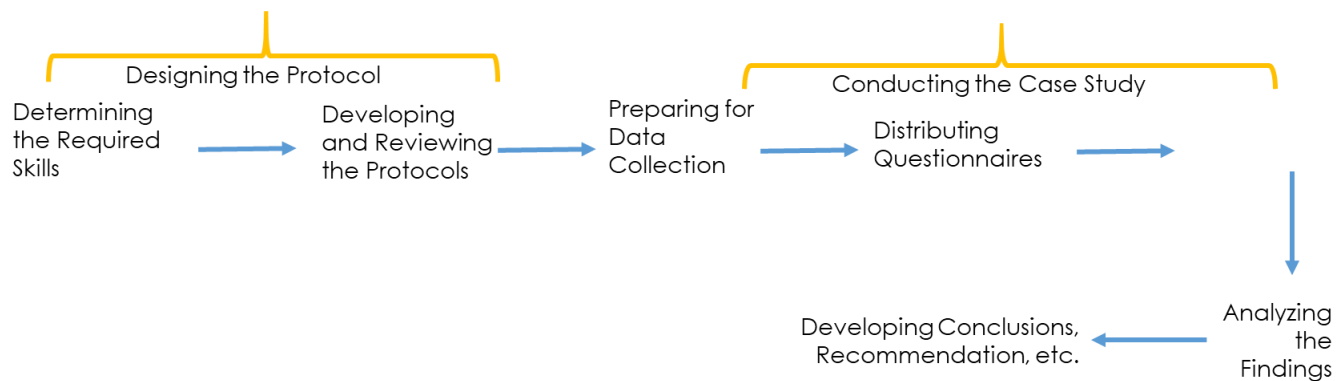 Designing the Protocol
Conducting the Case Study
Determining
the Required
Skills
Developing
and Reviewing
the Protocols
Preparing for
Data
Collection
Distributing
Questionnaires
Analyzing
the
Findings
Developing Conclusions,
Recommendation, etc.